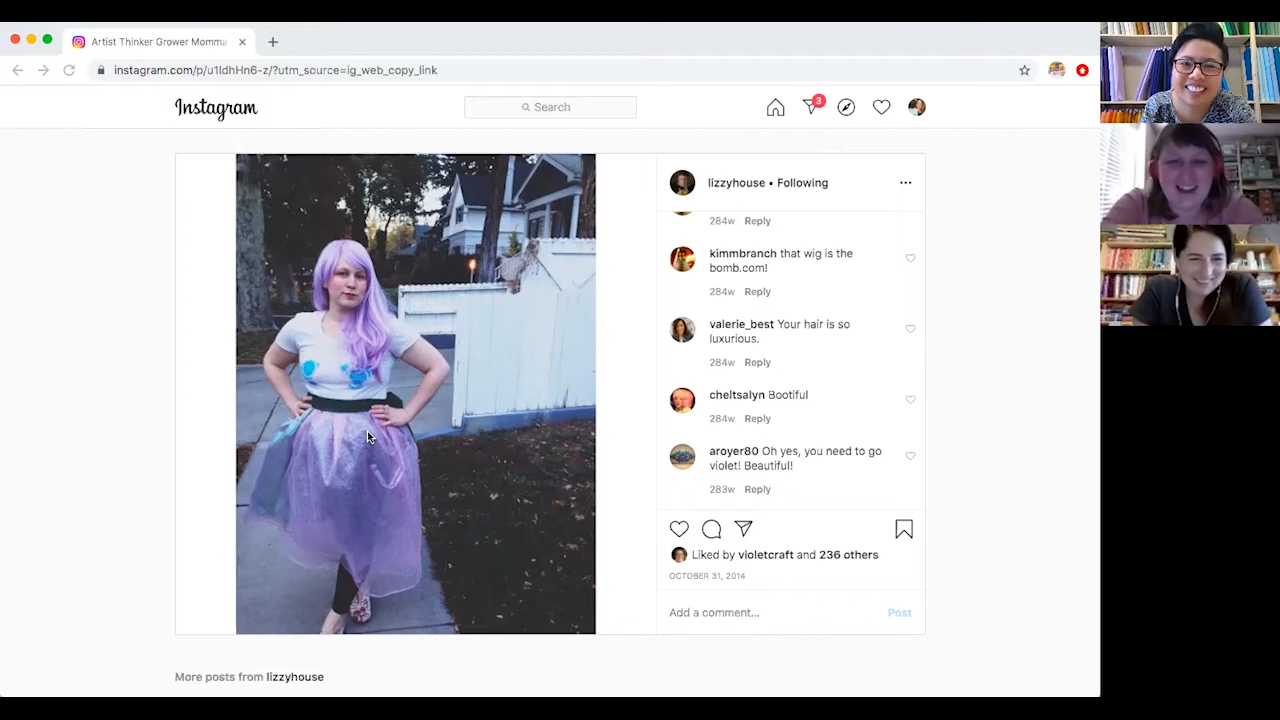 Artist Thinker Grower Momma
instagram.com/p/u1IdhHn6-z/?utm_source=ig_web_copy_link
Instagram
Search
3
lizzyhouse • Following
284w Reply
kimmbranch that wig is the
bomb.com!
284w Reply
valerie_best Your hair is so
luxurious.
284w Reply
cheltsalyn Bootiful
284w Reply
aroyer80 Oh yes, you need to go
violet! Beautiful!
283w Reply
Liked by violetcraft and 236 others
OCTOBER 31, 2014
Add a comment... Post
More posts from lizzyhouse